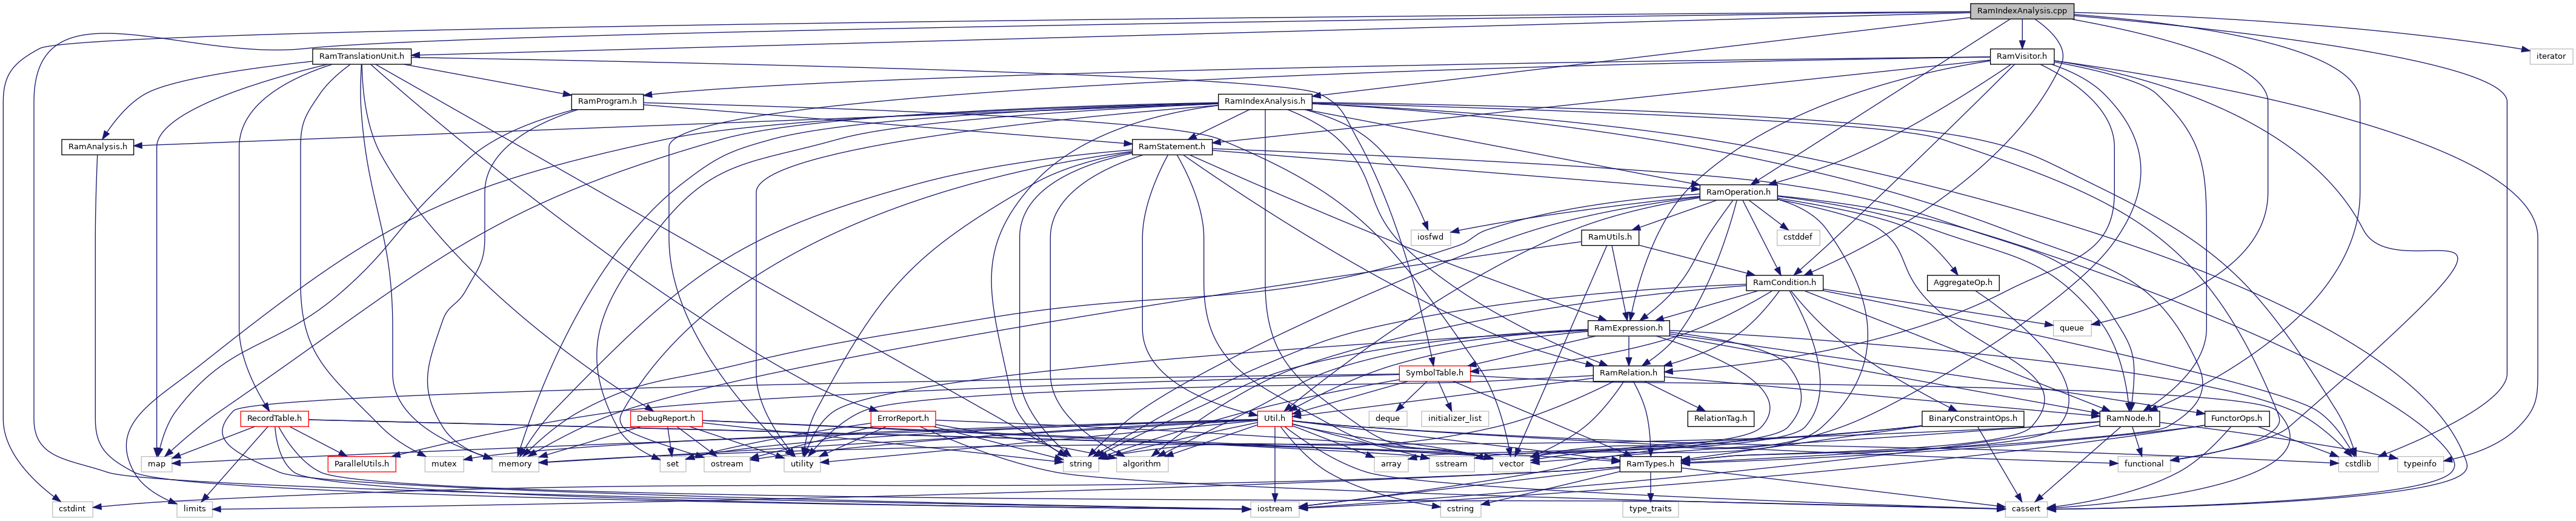 RamIndexAnalysis.cpp
RamTranslationUnit.h
RamVisitor.h
iterator
RamProgram.h
RamIndexAnalysis.h
RamAnalysis.h
RamStatement.h
RamOperation.h
iosfwd
RamUtils.h
cstddef
RamCondition.h
AggregateOp.h
RamExpression.h
queue
SymbolTable.h
RamRelation.h
RecordTable.h
DebugReport.h
ErrorReport.h
Util.h
deque
initializer_list
RelationTag.h
BinaryConstraintOps.h
RamNode.h
FunctorOps.h
map
ParallelUtils.h
mutex
memory
set
ostream
utility
string
algorithm
array
sstream
vector
RamTypes.h
functional
cstdlib
typeinfo
cstdint
limits
iostream
cstring
type_traits
cassert